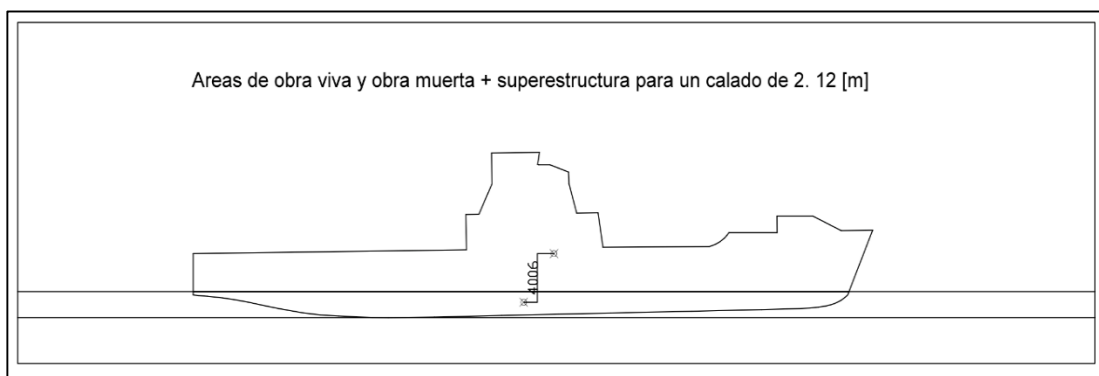 Areas de obra viva y obra muerta + superestructura para un calado de 2. 12 [m]
4006